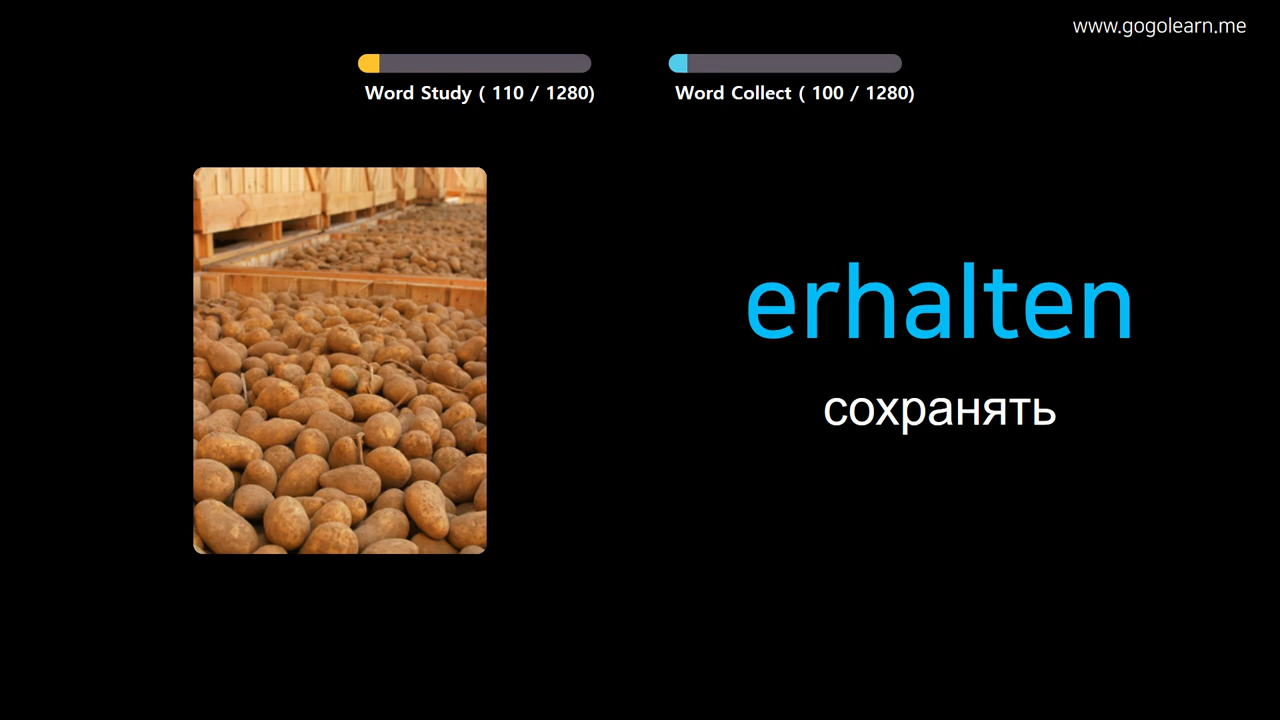 www.gogolearn.me
Word Study ( 110 / 1280)
Word Collect ( 100 / 1280)
erhalten
сохранять